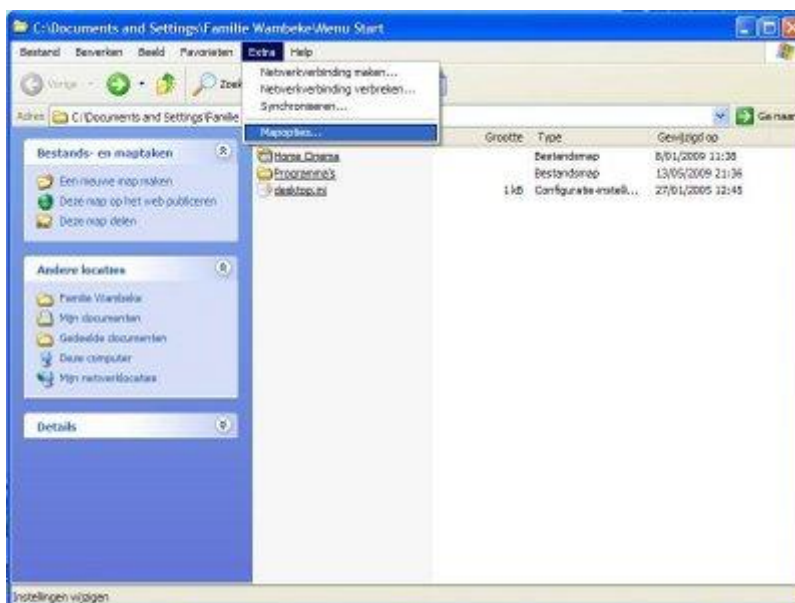 C:\Documents and Settings\Familie Wambeke\Menu Start
Bestand Bewerken Beeld Favorieten Extra Help
Vorige Zoek
Netwerkverbinding maken...
Netwerkverbinding verbreken...
Synchroniseren...
Mapopties...
Adres C:\Documents and Settings\Familie Ga naar
Grootte Type Gewijzigd op
Home Cinema Bestandsmap 8/01/2009 11:38
Programma's Bestandsmap 13/05/2009 21:36
desktop.ini 1 kB Configuratie-instell... 27/01/2005 12:45
Bestands- en maptaken
Een nieuwe map maken
Deze map op het web publiceren
Deze map delen
Andere locaties
Familie Wambeke
Mijn documenten
Gedeelde documenten
Deze computer
Mijn netwerklocaties
Details
Instellingen wijzigen